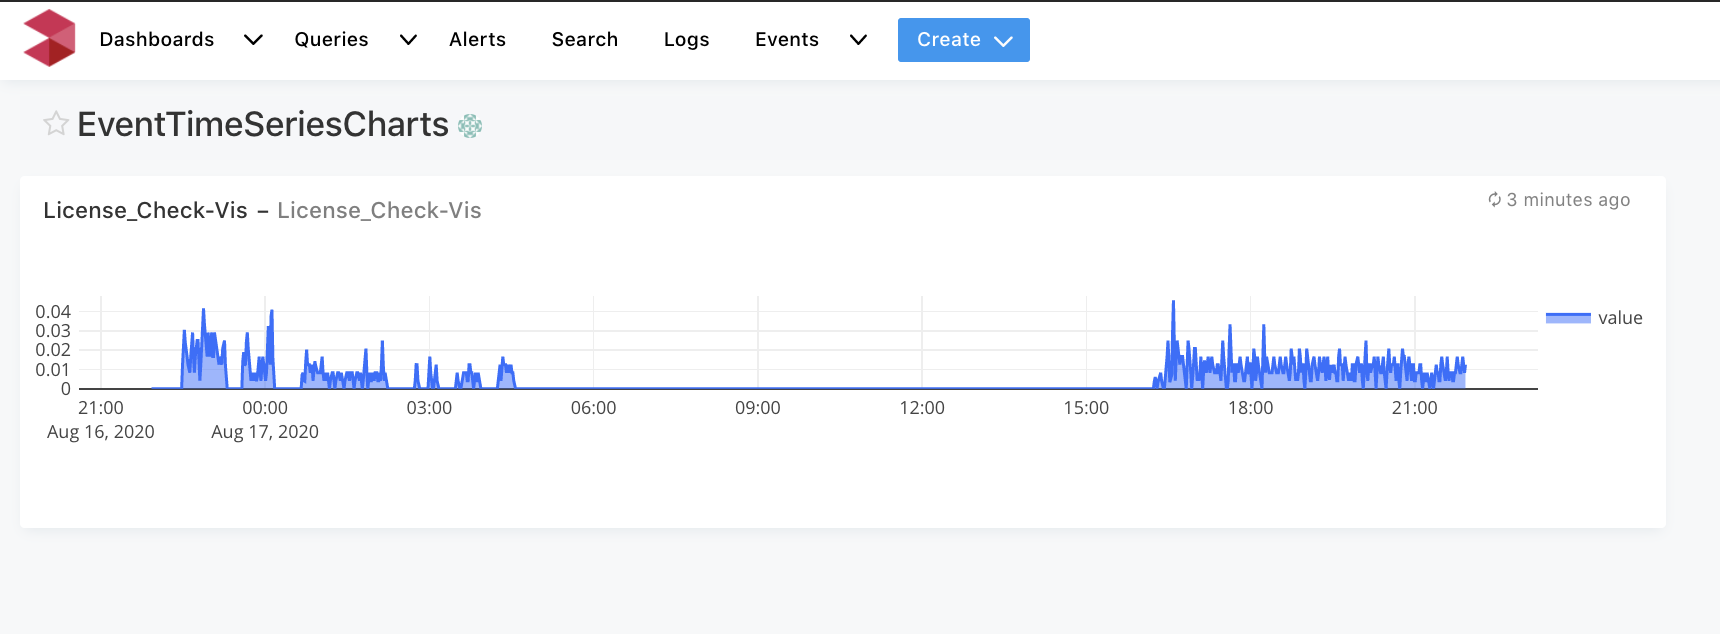 Dashboards Queries Alerts Search Logs Events Create
EventTimeSeriesCharts
License_Check-Vis – License_Check-Vis
3 minutes ago
0.04
0.03
0.02
0.01
0
value
21:00 00:00 03:00 06:00 09:00 12:00 15:00 18:00 21:00
Aug 16, 2020 Aug 17, 2020